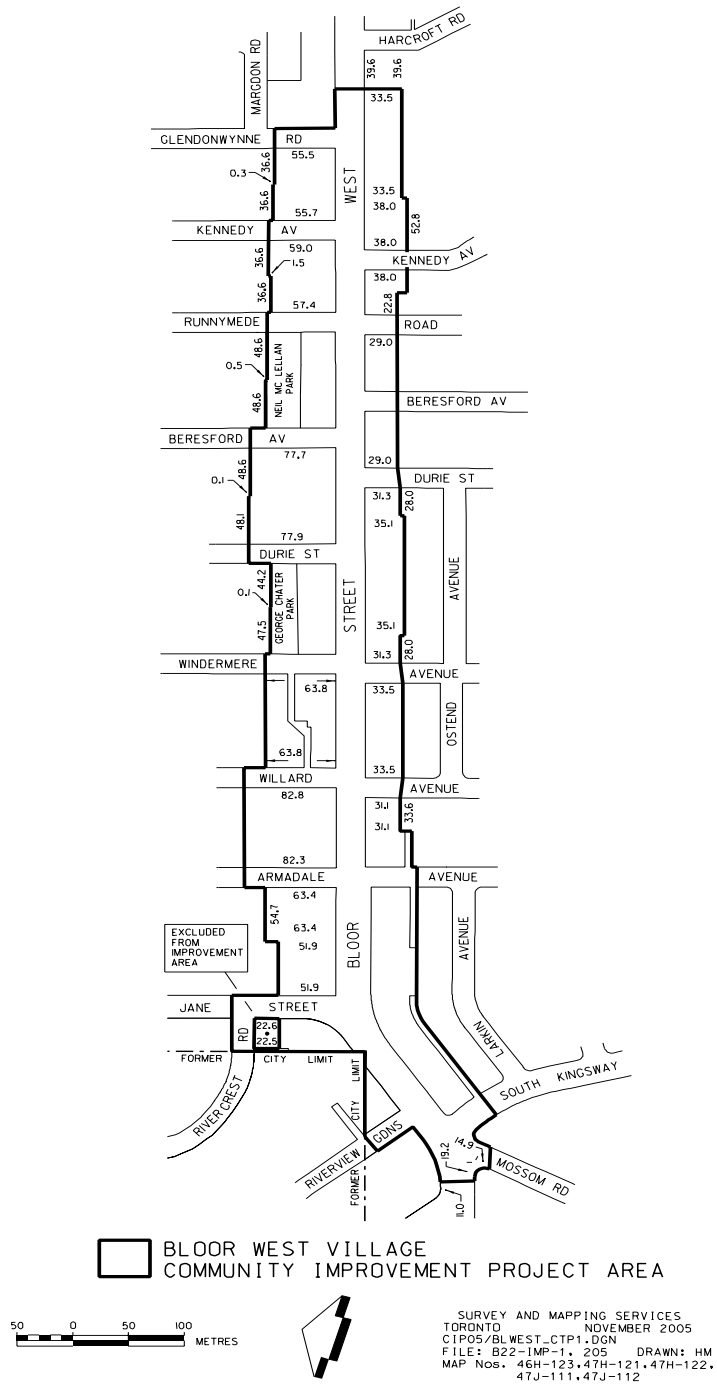 HARCROFT RD
MARGDON RD
39.6
39.6
33.5
GLENDONWYNNE RD
55.5
36.6
0.3
WEST
36.6
33.5
38.0
52.8
55.7
KENNEDY AV
38.0
59.0
KENNEDY AV
36.6
1.5
38.0
36.6
22.8
57.4
RUNNYMEDE
ROAD
48.6
29.0
0.5
NEIL MC LELLAN
PARK
48.6
BERESFORD AV
BERESFORD AV
77.7
29.0
48.6
DURIE ST
0.1
31.3
28.0
48.1
35.1
77.9
DURIE ST
AVENUE
44.2
0.1
GEORGE CHATER
PARK
STREET
47.5
35.1
31.3
28.0
WINDERMERE
AVENUE
63.8
33.5
OSTEND
63.8
33.5
WILLARD
AVENUE
82.8
31.1
33.6
31.1
82.3
ARMADALE
AVENUE
63.4
54.7
63.4
51.9
EXCLUDED
FROM
IMPROVEMENT
AREA
BLOOR
AVENUE
51.9
JANE STREET
RD
22.6
22.5
LARKIN
FORMER CITY LIMIT
LIMIT
CITY
SOUTH KINGSWAY
RIVERCREST
GDNS
RIVERVIEW
14.9
19.2
MOSSOM RD
FORMER
11.0
BLOOR WEST VILLAGE
COMMUNITY IMPROVEMENT PROJECT AREA
50 0 50 100
METRES
SURVEY AND MAPPING SERVICES
TORONTO NOVEMBER 2005
CIP05/BLWEST_CTP1.DGN
FILE: B22-IMP-1, 205 DRAWN: HM
MAP Nos. 46H-123,47H-121,47H-122,
47J-111,47J-112